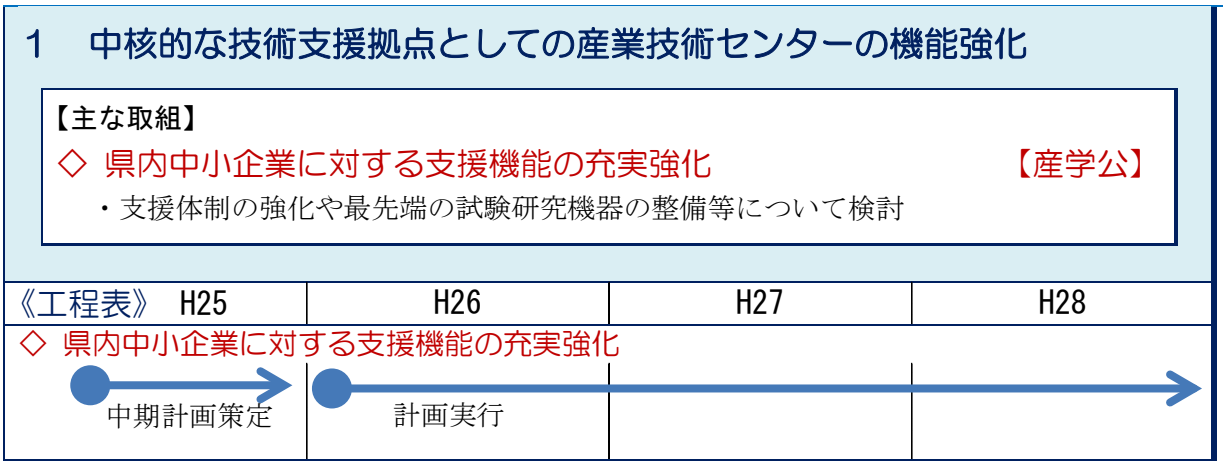 1 中核的な技術支援拠点としての産業技術センターの機能強化
【主な取組】
◇ 県内中小企業に対する支援機能の充実強化 【産学公】
・支援体制の強化や最先端の試験研究機器の整備等について検討
《工程表》 H25 H26 H27 H28
◇ 県内中小企業に対する支援機能の充実強化
中期計画策定 計画実行